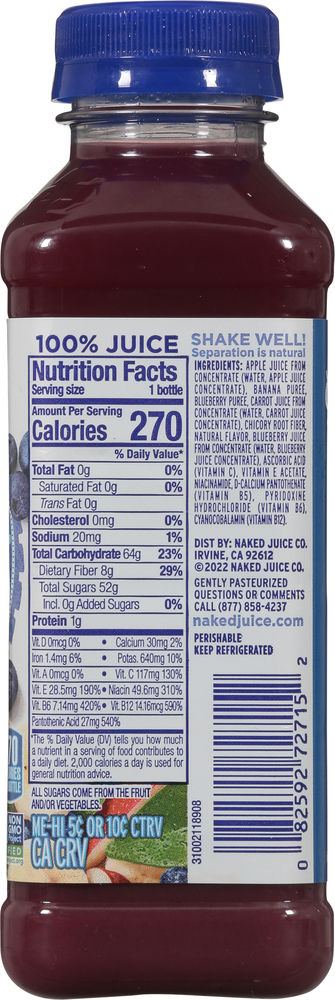 100% JUICE
Nutrition Facts
Serving size 1 bottle
Amount Per Serving
Calories 270
% Daily Value*
Total Fat 0g 0%
Saturated Fat 0g 0%
Trans Fat 0g
Cholesterol 0mg 0%
Sodium 20mg 1%
Total Carbohydrate 64g 23%
Dietary Fiber 8g 29%
Total Sugars 52g
Incl. 0g Added Sugars 0%
Protein 1g
Vit. D 0mcg 0% • Calcium 30mg 2%
Iron 1.4mg 6% • Potas. 640mg 10%
Vit. A 0mcg 0% • Vit. C 117mg 130%
Vit. E 28.5mg 190% • Niacin 49.6mg 310%
Vit. B6 7.14mg 420% • Vit. B12 14.16mcg 590%
Pantothenic Acid 27mg 540%
*The % Daily Value (DV) tells you how much
a nutrient in a serving of food contributes to
a daily diet. 2,000 calories a day is used for
general nutrition advice.
ALL SUGARS COME FROM THE FRUIT
AND/OR VEGETABLES.
ME-HI 5¢ OR 10¢ CTRV
CA CRV
SHAKE WELL!
Separation is natural
INGREDIENTS: APPLE JUICE FROM
CONCENTRATE (WATER, APPLE JUICE
CONCENTRATE), BANANA PUREE,
BLUEBERRY PUREE, CARROT JUICE FROM
CONCENTRATE (WATER, CARROT JUICE
CONCENTRATE), CHICORY ROOT FIBER,
NATURAL FLAVOR, BLUEBERRY JUICE
FROM CONCENTRATE (WATER, BLUEBERRY
JUICE CONCENTRATE), ASCORBIC ACID
(VITAMIN C), VITAMIN E ACETATE,
NIACINAMIDE, D-CALCIUM PANTOTHENATE
(VITAMIN B5), PYRIDOXINE
HYDROCHLORIDE (VITAMIN B6),
CYANOCOBALAMIN (VITAMIN B12).
DIST BY: NAKED JUICE CO.
IRVINE, CA 92612
©2022 NAKED JUICE CO.
GENTLY PASTEURIZED
QUESTIONS OR COMMENTS
CALL (877) 858-4237
nakedjuice.com
PERISHABLE
KEEP REFRIGERATED
31002118908
0 82592 72715 2
70
BOTTLE
NON
GMO